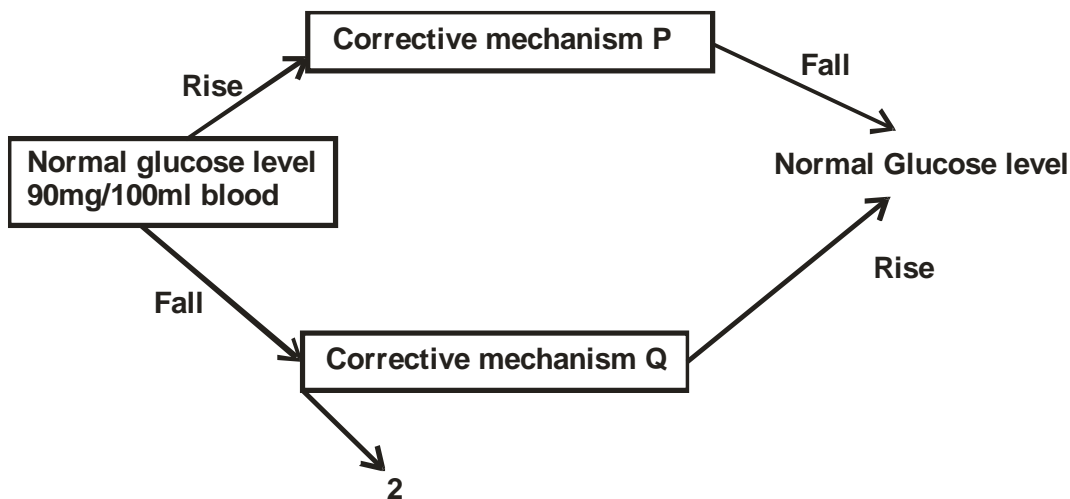 Corrective mechanism P
Rise
Fall
Normal glucose level
90mg/100ml blood
Normal Glucose level
Fall
Rise
Corrective mechanism Q
2